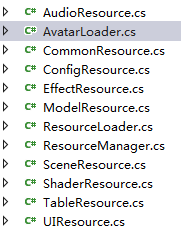 C# AudioResource.cs
C# AvatarLoader.cs
C# CommonResource.cs
C# ConfigResource.cs
C# EffectResource.cs
C# ModelResource.cs
C# ResourceLoader.cs
C# ResourceManager.cs
C# SceneResource.cs
C# ShaderResource.cs
C# TableResource.cs
C# UIResource.cs